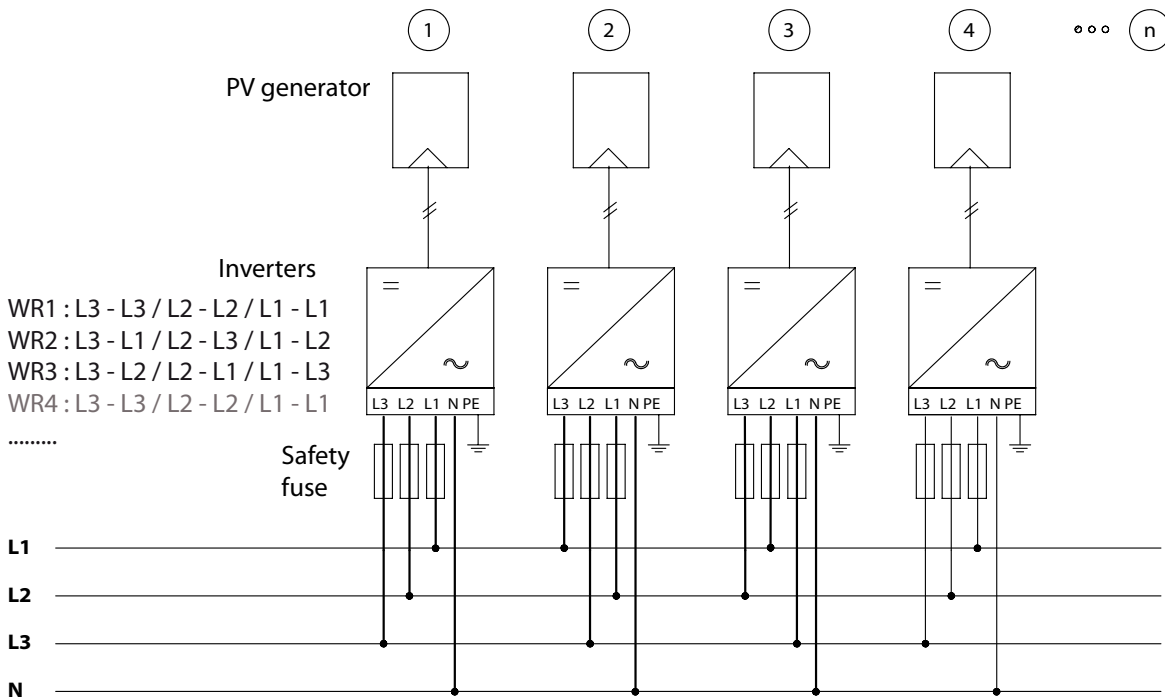 1 2 3 4 n
PV generator
Inverters
WR1 : L3 - L3 / L2 - L2 / L1 - L1
WR2 : L3 - L1 / L2 - L3 / L1 - L2
WR3 : L3 - L2 / L2 - L1 / L1 - L3
WR4 : L3 - L3 / L2 - L2 / L1 - L1
.........
L3 L2 L1 N PE L3 L2 L1 N PE L3 L2 L1 N PE L3 L2 L1 N PE
Safety
fuse
L1
L2
L3
N